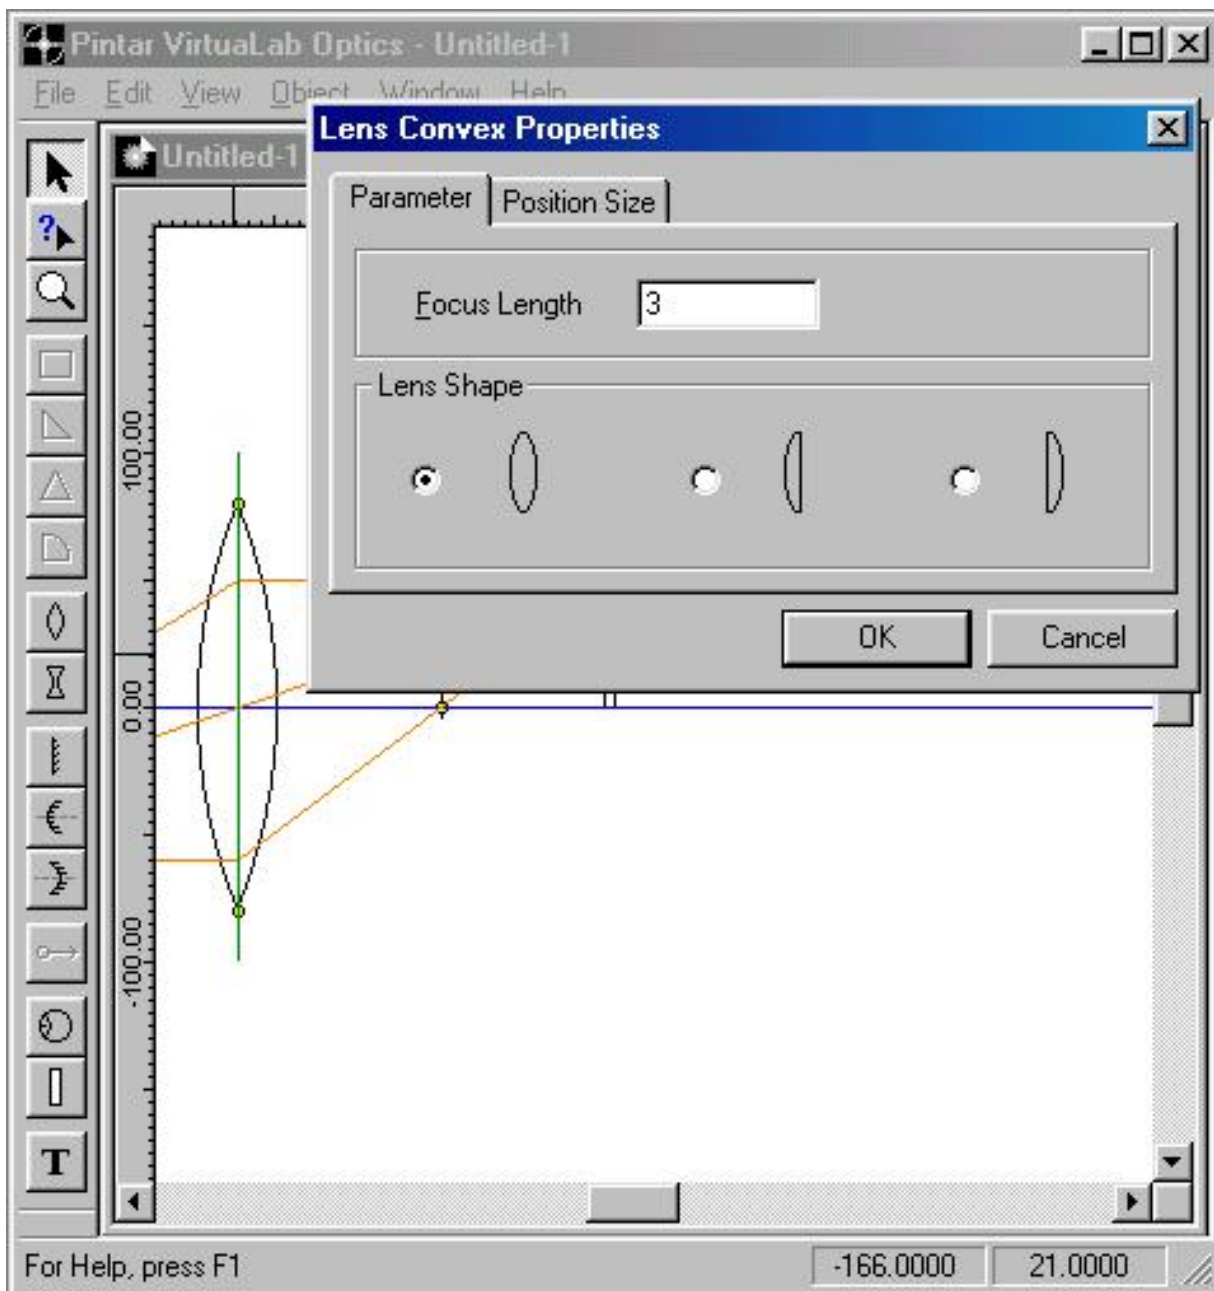 Pintar VirtuaLab Optics - Untitled-1
File Edit View Object Window Help
Lens Convex Properties
Untitled-1
Parameter Position Size
Focus Length 3
Lens Shape
100.00
0.00
-100.00
OK Cancel
?
T
For Help, press F1 -166.0000 21.0000